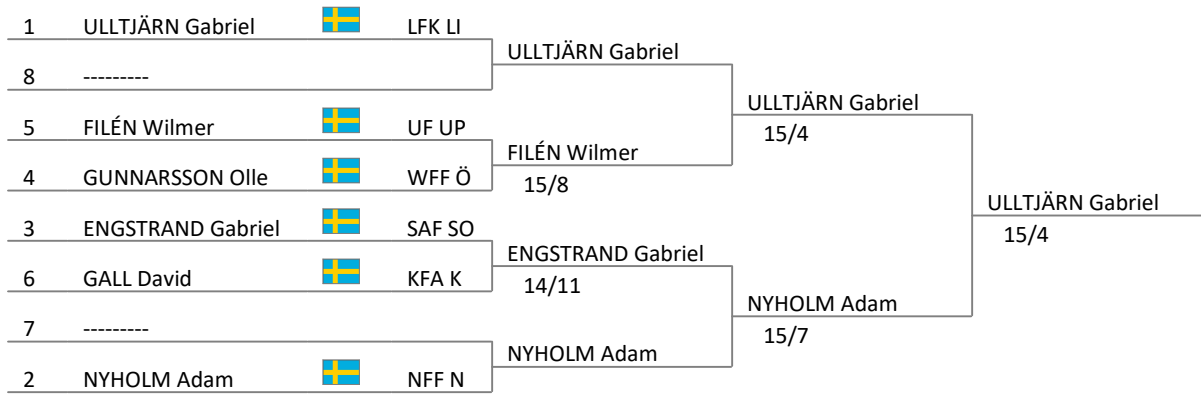 1 ULLTJÄRN Gabriel LFK LI
ULLTJÄRN Gabriel
8 ---------
ULLTJÄRN Gabriel
15/4
5 FILÉN Wilmer UF UP
FILÉN Wilmer
15/8
4 GUNNARSSON Olle WFF Ö
ULLTJÄRN Gabriel
15/4
3 ENGSTRAND Gabriel SAF SO
ENGSTRAND Gabriel
14/11
6 GALL David KFA K
NYHOLM Adam
15/7
7 ---------
NYHOLM Adam
2 NYHOLM Adam NFF N